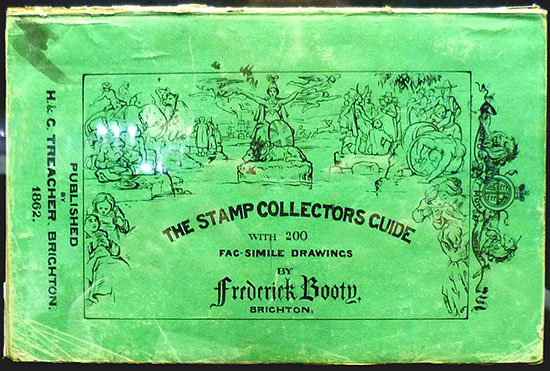 PUBLISHED
BY
H. & C. TREACHER, BRIGHTON.
1862.
THE STAMP COLLECTORS GUIDE
WITH 200
FAC-SIMILE DRAWINGS
BY
Frederick Booty,
BRIGHTON.